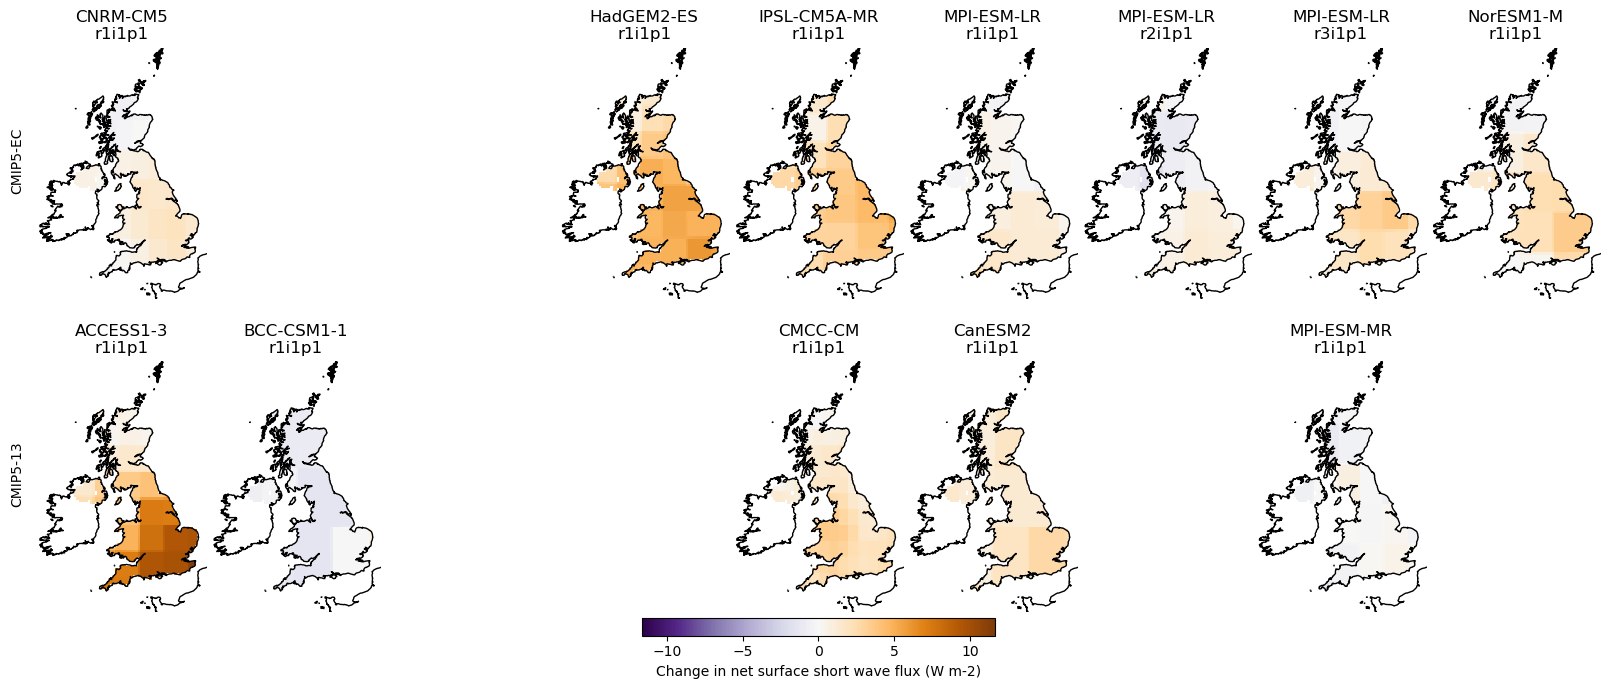 CNRM-CM5
r1i1p1
HadGEM2-ES
r1i1p1
IPSL-CM5A-MR
r1i1p1
MPI-ESM-LR
r1i1p1
MPI-ESM-LR
r2i1p1
MPI-ESM-LR
r3i1p1
NorESM1-M
r1i1p1
CMIP5-EC
ACCESS1-3
r1i1p1
BCC-CSM1-1
r1i1p1
CMCC-CM
r1i1p1
CanESM2
r1i1p1
MPI-ESM-MR
r1i1p1
CMIP5-13
−10 −5 0 5 10
Change in net surface short wave flux (W m-2)